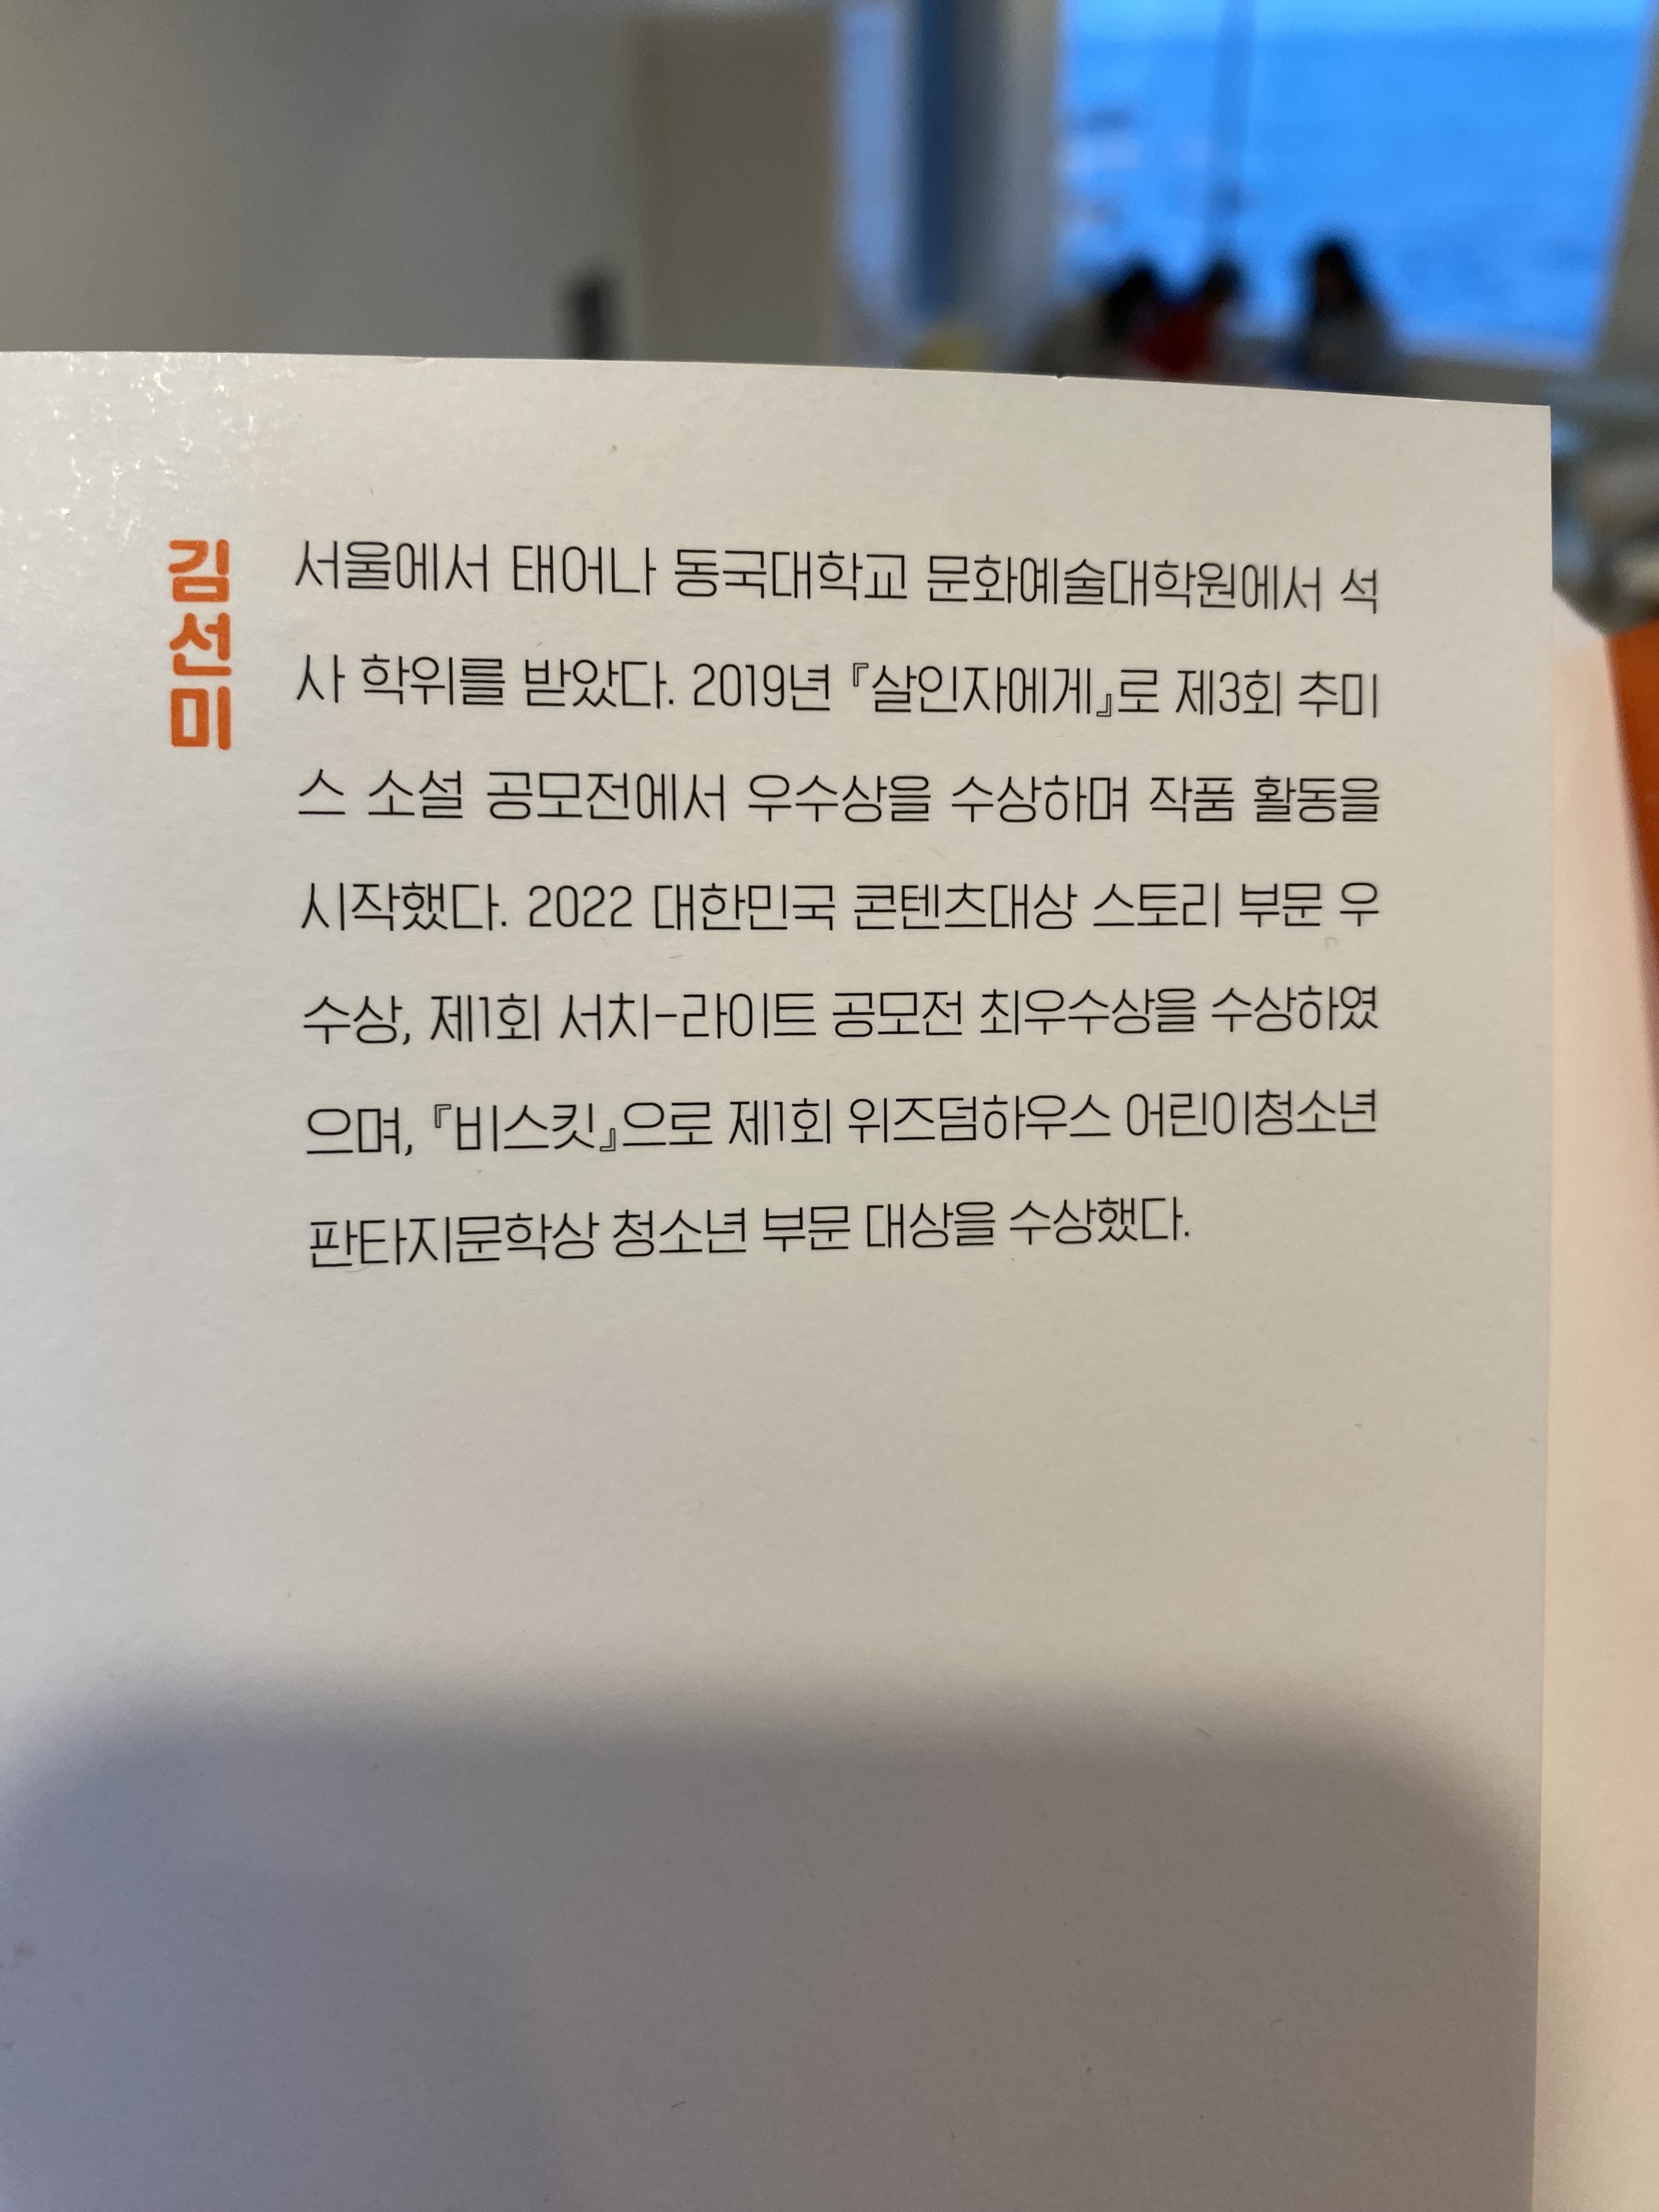 김선미
서울에서 태어나 동국대학교 문화예술대학원에서 석
사 학위를 받았다. 2019년 『살인자에게』로 제3회 추미
스 소설 공모전에서 우수상을 수상하며 작품 활동을
시작했다. 2022 대한민국 콘텐츠대상 스토리 부문 우
수상, 제1회 서치-라이트 공모전 최우수상을 수상하였
으며, 『비스킷』으로 제1회 위즈덤하우스 어린이청소년
판타지문학상 청소년 부문 대상을 수상했다.